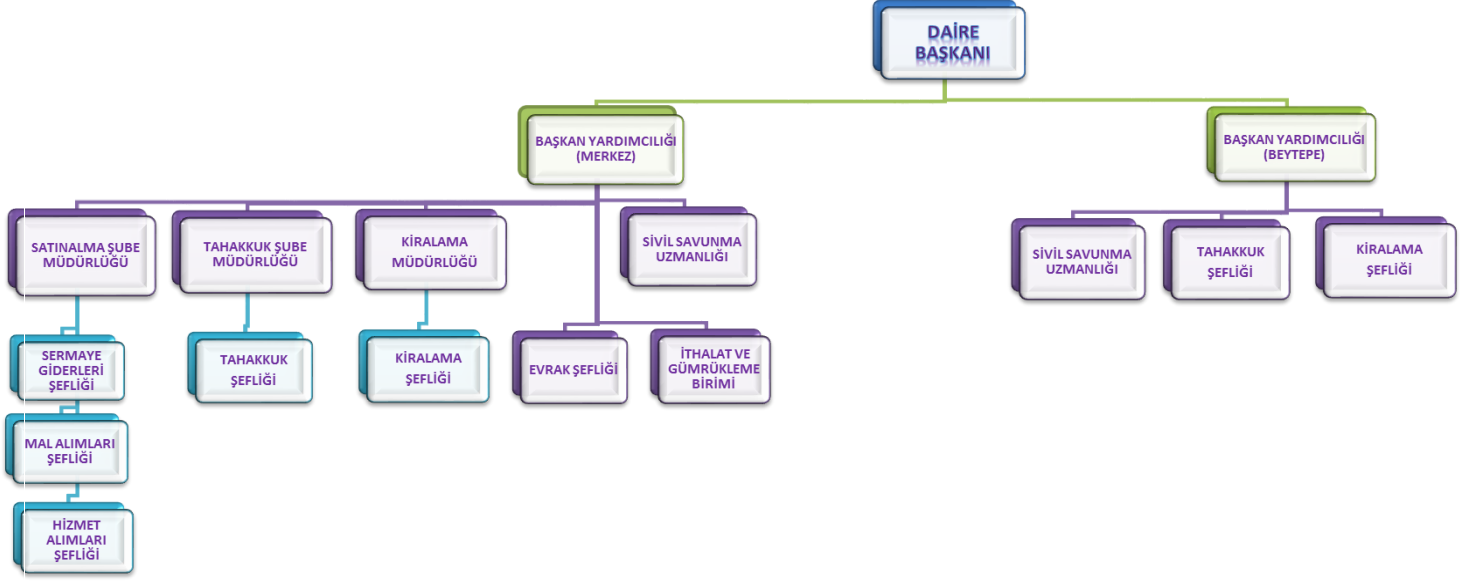 DAİRE
BAŞKANI
BAŞKAN YARDIMCILIĞI
(MERKEZ)
BAŞKAN YARDIMCILIĞI
(BEYTEPE)
SATINALMA ŞUBE
MÜDÜRLÜĞÜ
TAHAKKUK ŞUBE
MÜDÜRLÜĞÜ
KİRALAMA
MÜDÜRLÜĞÜ
SİVİL SAVUNMA
UZMANLIĞI
SİVİL SAVUNMA
UZMANLIĞI
TAHAKKUK
ŞEFLİĞİ
KİRALAMA
ŞEFLİĞİ
SERMAYE
GİDERLERİ
ŞEFLİĞİ
TAHAKKUK
ŞEFLİĞİ
KİRALAMA
ŞEFLİĞİ
EVRAK ŞEFLİĞİ
İTHALAT VE
GÜMRÜKLEME
BİRİMİ
MAL ALIMLARI
ŞEFLİĞİ
HİZMET
ALIMLARI
ŞEFLİĞİ